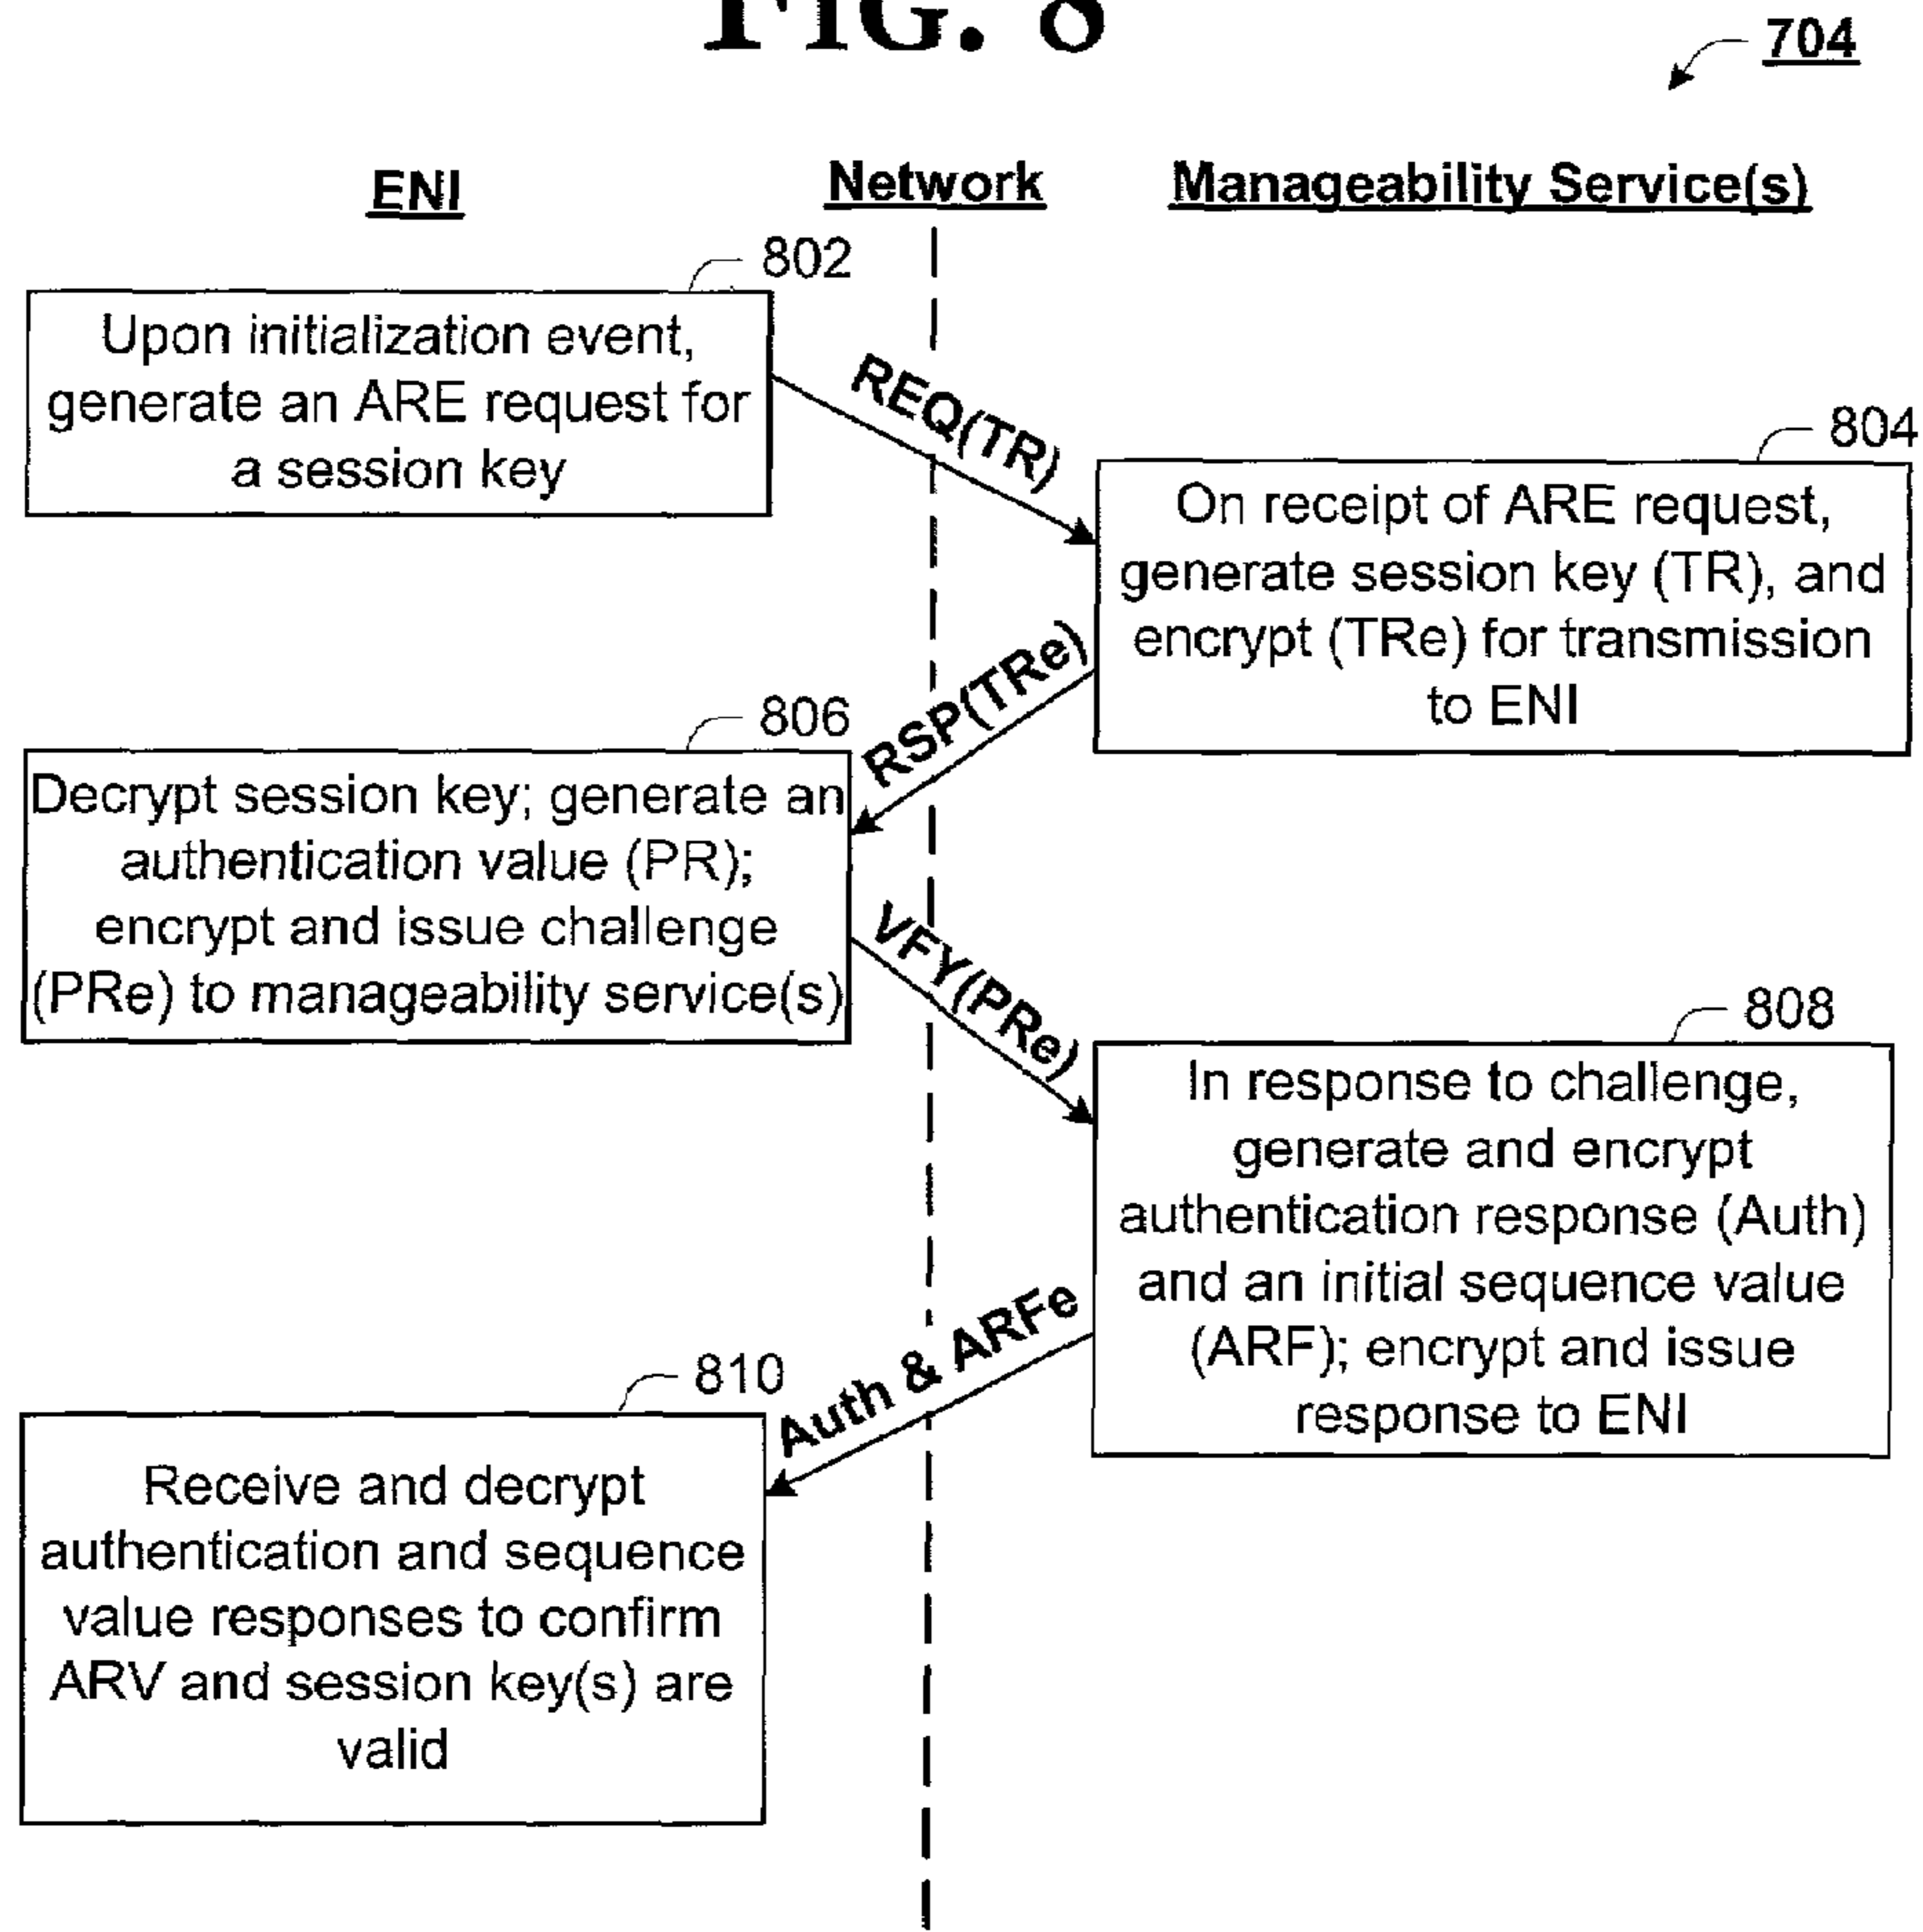 FIG. 8
704
ENI
Network
Manageability Service(s)
802
Upon initialization event,
generate an ARE request for
a session key
REQ(TR)
804
On receipt of ARE request,
generate session key (TR), and
encrypt (TRe) for transmission
to ENI
RSP(TRe)
806
Decrypt session key; generate an
authentication value (PR);
encrypt and issue challenge
(PRe) to manageability service(s)
VFY(PRe)
808
In response to challenge,
generate and encrypt
authentication response (Auth)
and an initial sequence value
(ARF); encrypt and issue
response to ENI
Auth & ARFe
810
Receive and decrypt
authentication and sequence
value responses to confirm
ARV and session key(s) are
valid